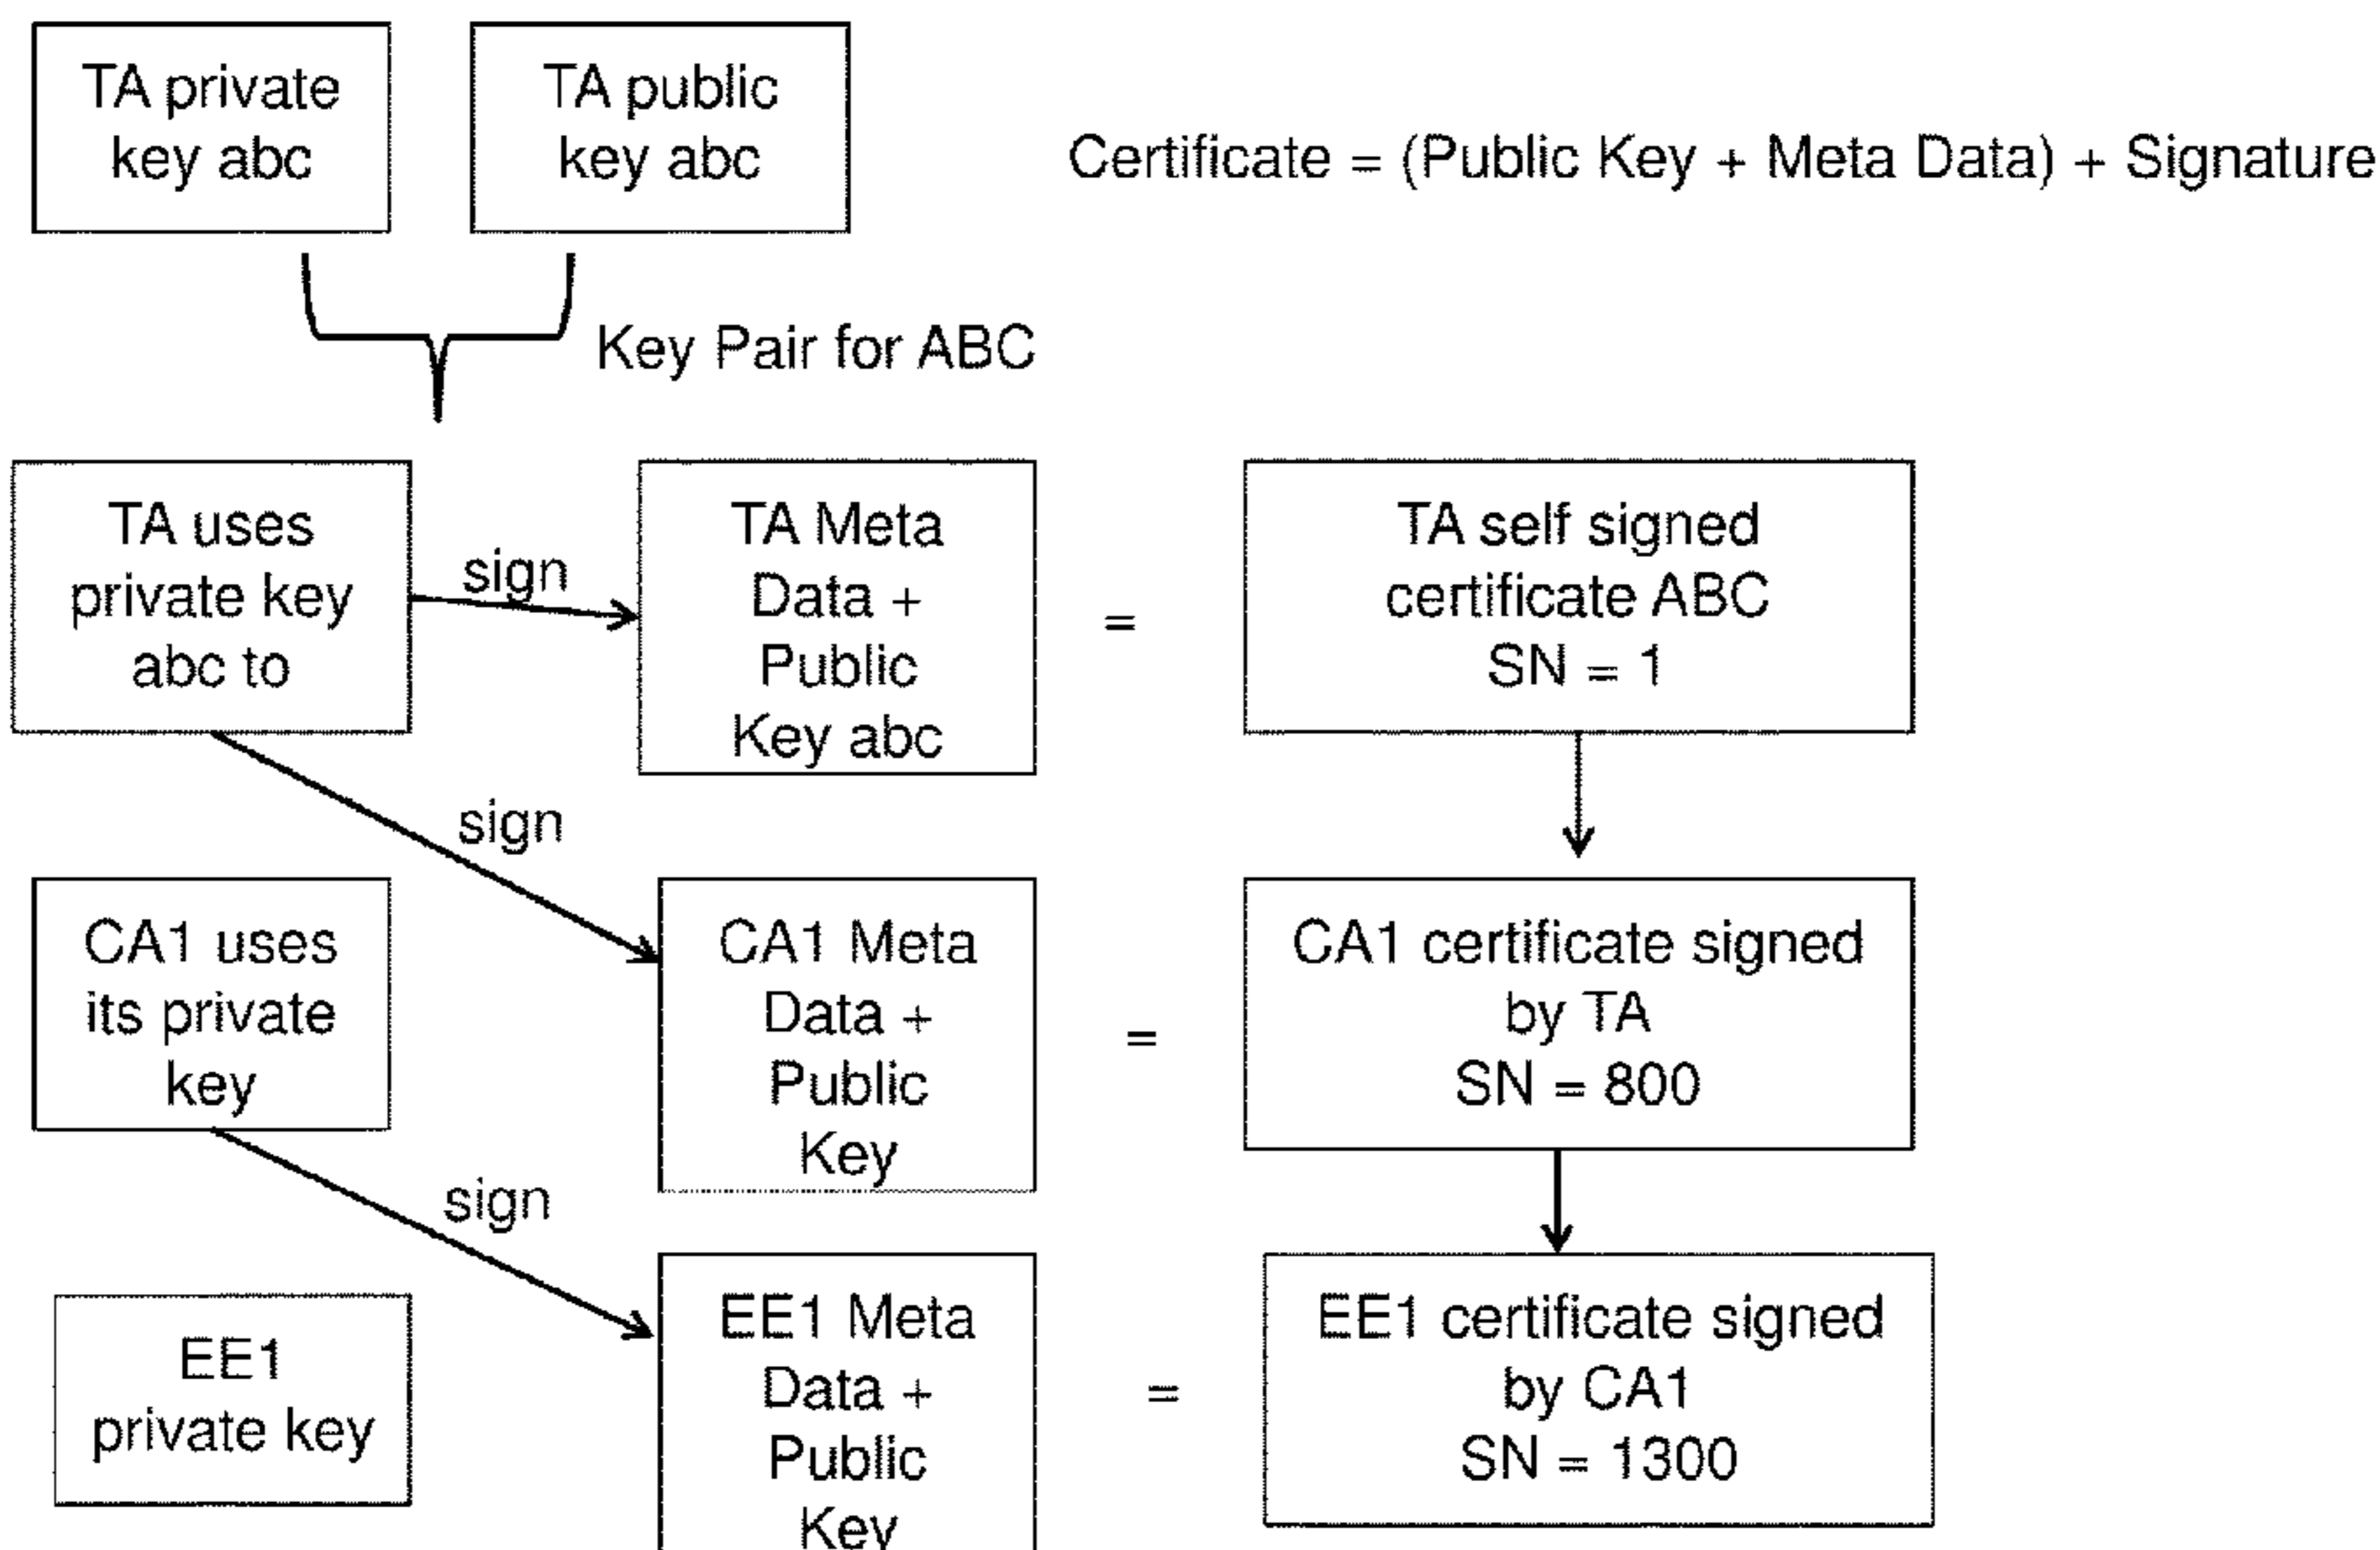 TA private
key abc
TA public
key abc
Certificate = (Public Key + Meta Data) + Signature
Key Pair for ABC
TA uses
private key
abc to
sign
TA Meta
Data +
Public
Key abc
=
TA self signed
certificate ABC
SN = 1
sign
CA1 uses
its private
key
CA1 Meta
Data +
Public
Key
=
CA1 certificate signed
by TA
SN = 800
sign
EE1
private key
EE1 Meta
Data +
Public
Key
=
EE1 certificate signed
by CA1
SN = 1300